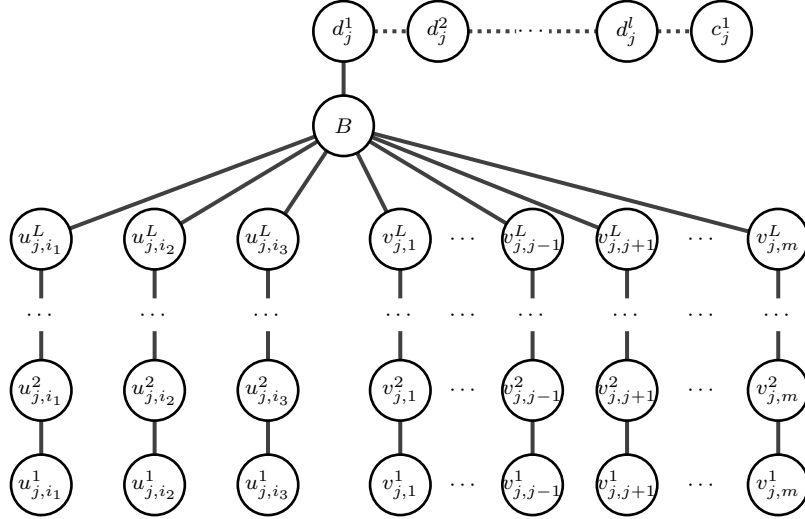 d_j^1 d_j^2 ··· d_j^l c_j^1
B
u_{j,i_1}^L u_{j,i_2}^L u_{j,i_3}^L v_{j,1}^L ··· v_{j,j−1}^L v_{j,j+1}^L ··· v_{j,m}^L
··· ··· ··· ··· ··· ··· ··· ··· ···
u_{j,i_1}^2 u_{j,i_2}^2 u_{j,i_3}^2 v_{j,1}^2 ··· v_{j,j−1}^2 v_{j,j+1}^2 ··· v_{j,m}^2
u_{j,i_1}^1 u_{j,i_2}^1 u_{j,i_3}^1 v_{j,1}^1 ··· v_{j,j−1}^1 v_{j,j+1}^1 ··· v_{j,m}^1